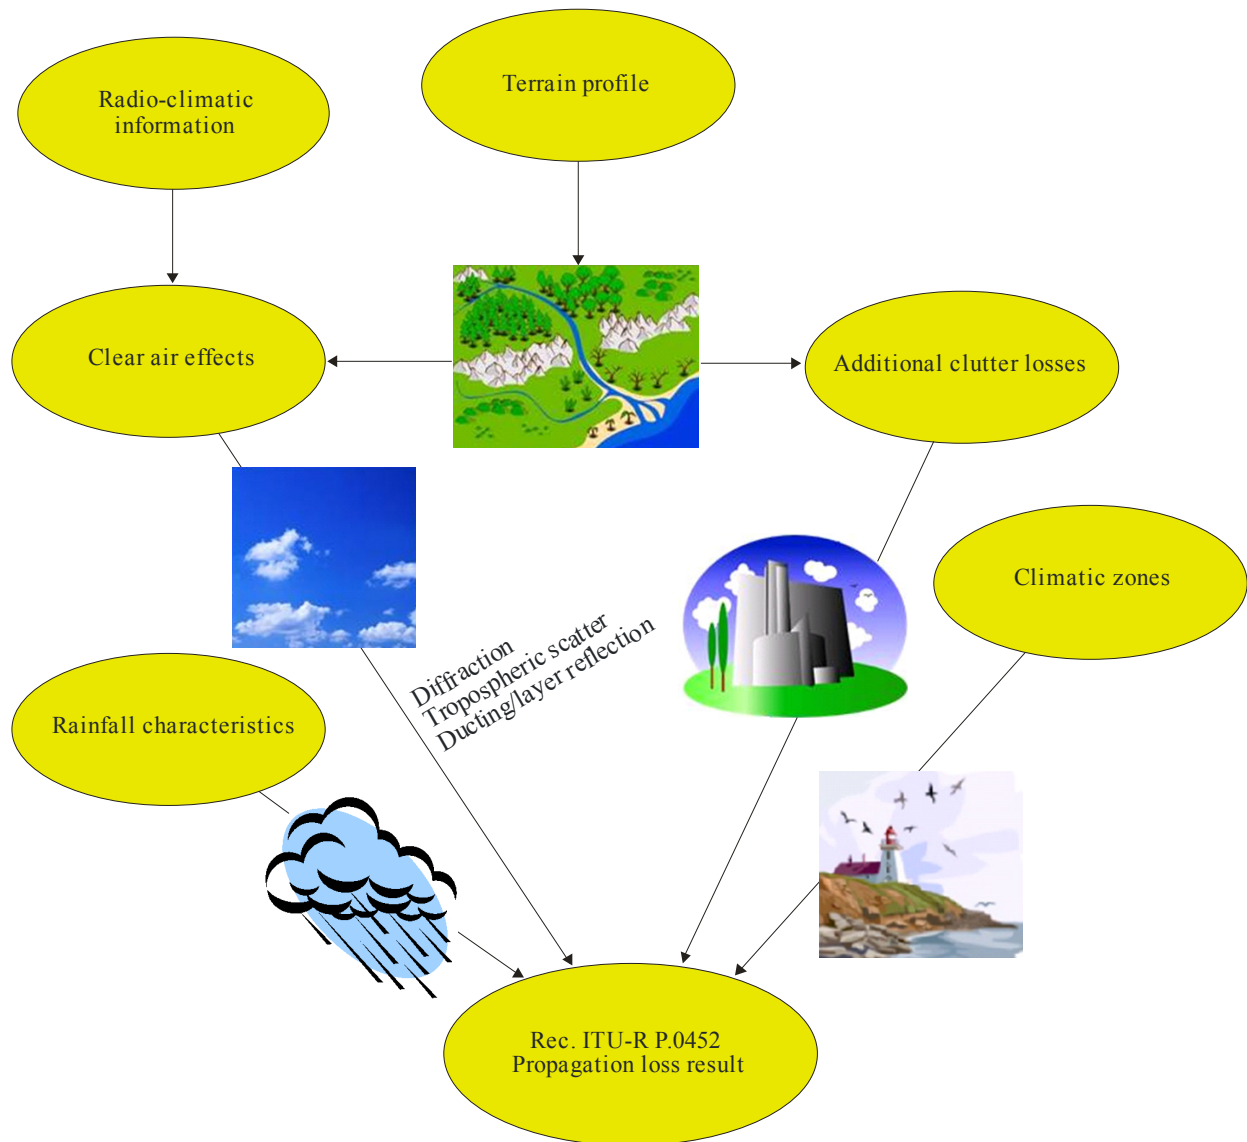 Radio-climatic
information
Terrain profile
Clear air effects
Additional clutter losses
Climatic zones
Diffraction
Tropospheric scatter
Ducting/layer reflection
Rainfall characteristics
Rec. ITU-R P.0452
Propagation loss result